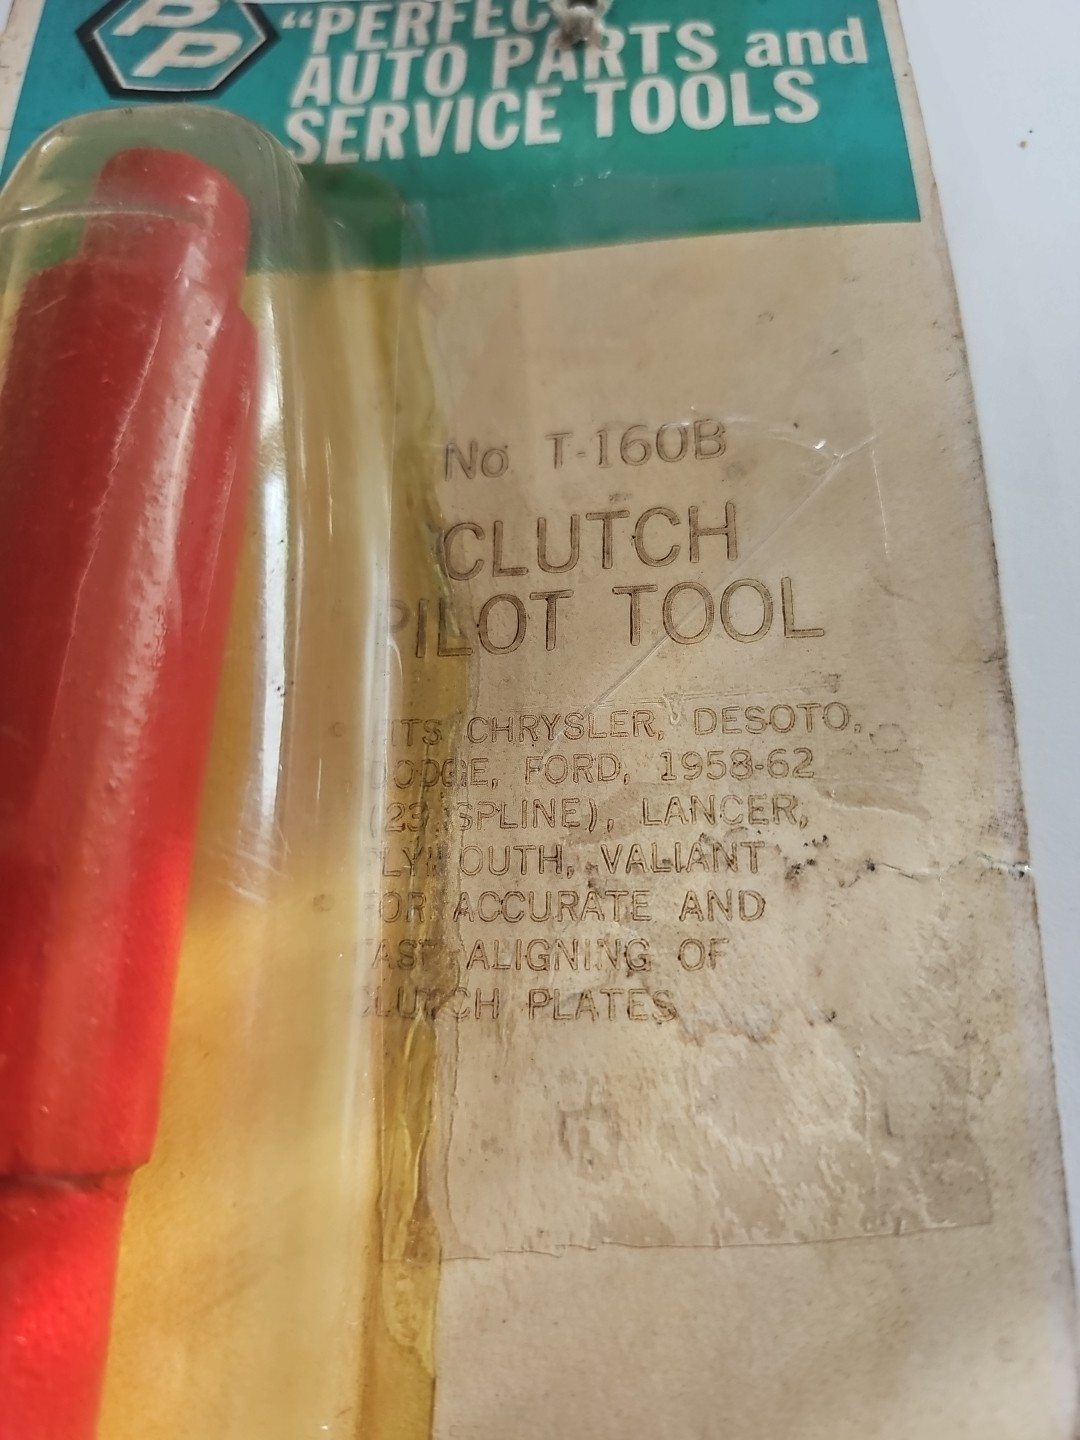 PP
"PERFECT
AUTO PARTS and
SERVICE TOOLS
No T-160B
CLUTCH
PILOT TOOL
FITS CHRYSLER, DESOTO,
DODGE, FORD, 1958-62
(23 SPLINE), LANCER,
PLYMOUTH, VALIANT
FOR ACCURATE AND
FAST ALIGNING OF
CLUTCH PLATES